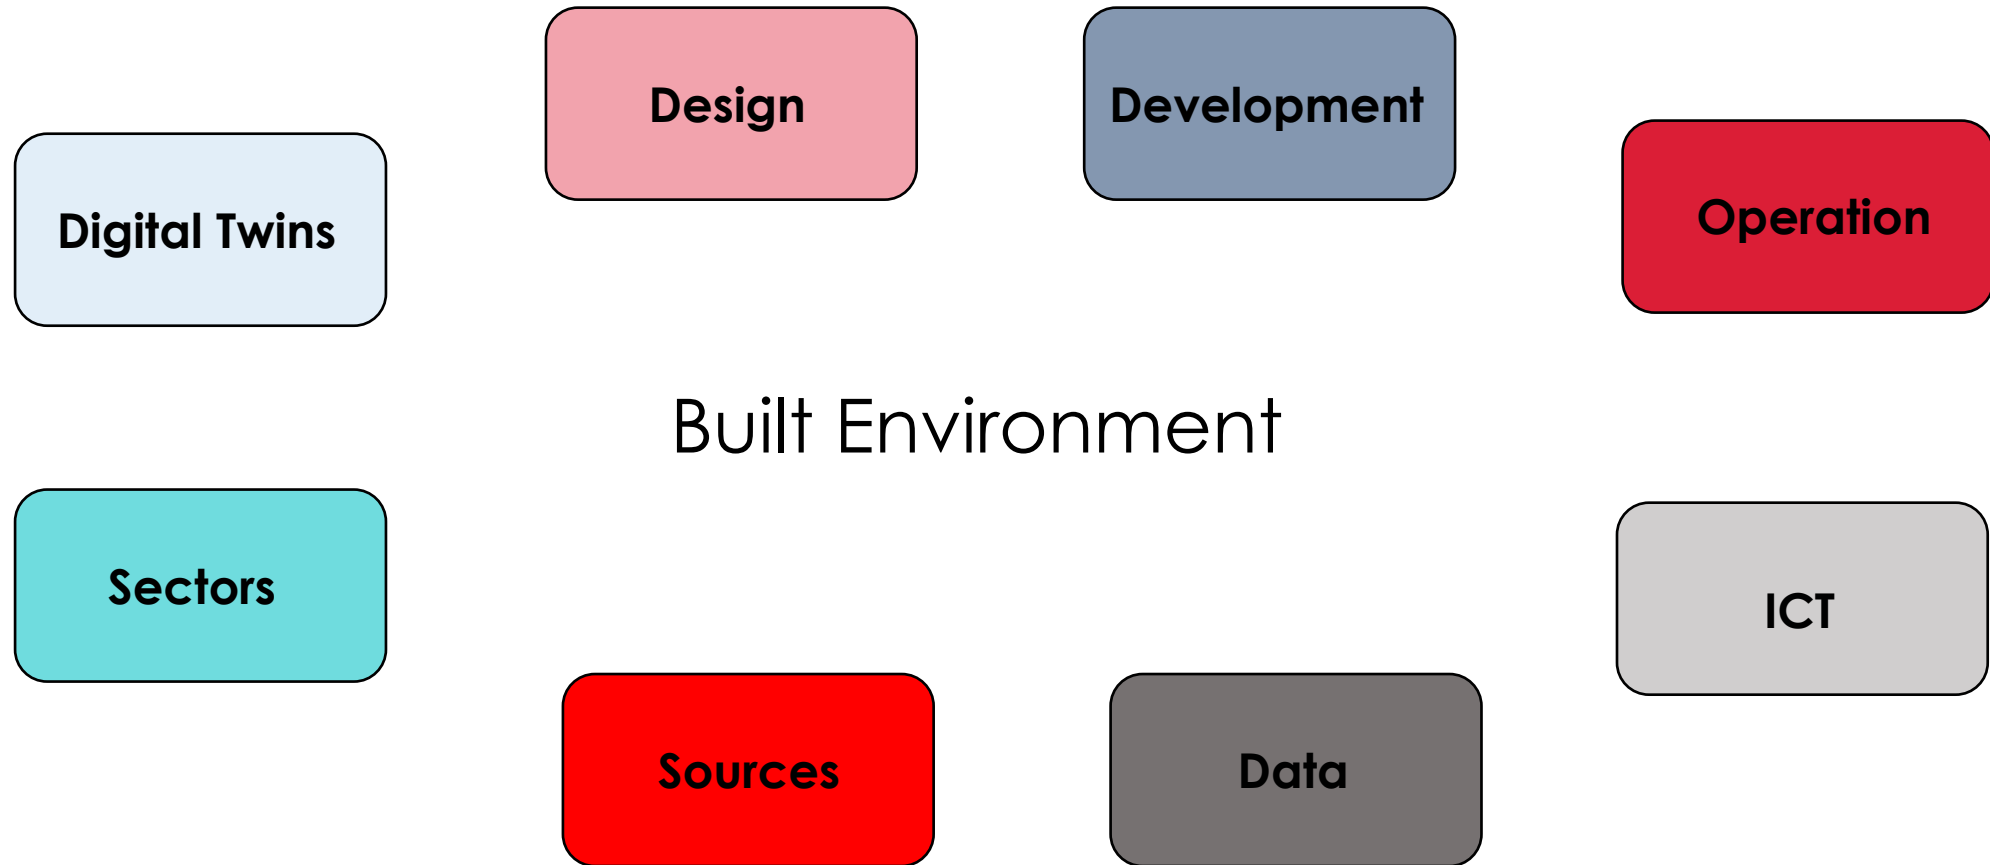 Design
Development
Digital Twins
Operation
Built Environment
Sectors
ICT
Sources
Data